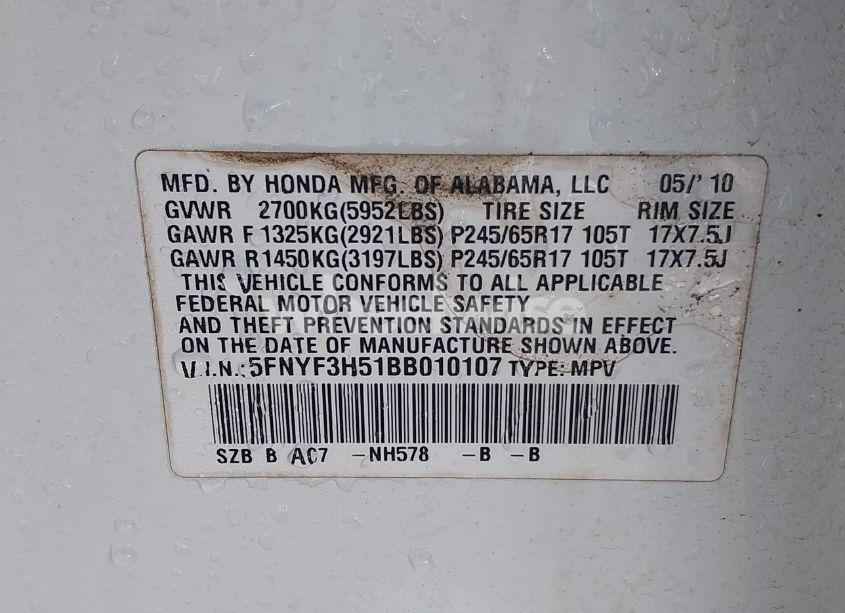 MFD. BY HONDA MFG. OF ALABAMA, LLC 05/'10
GVWR 2700KG(5952LBS) TIRE SIZE RIM SIZE
GAWR F 1325KG(2921LBS) P245/65R17 105T 17X7.5J
GAWR R1450KG(3197LBS) P245/65R17 105T 17X7.5J
THIS VEHICLE CONFORMS TO ALL APPLICABLE
FEDERAL MOTOR VEHICLE SAFETY
AND THEFT PREVENTION STANDARDS IN EFFECT
ON THE DATE OF MANUFACTURE SHOWN ABOVE.
V.I.N.:5FNYF3H51BB010107 TYPE: MPV
SZB B A07 -NH578 -B -B